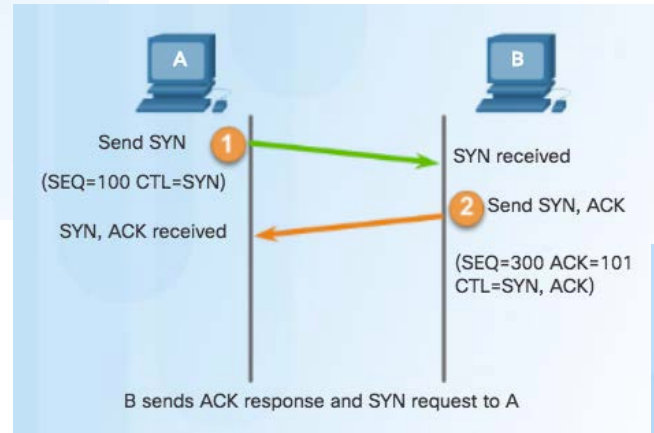 A
B
Send SYN
1
(SEQ=100 CTL=SYN)
SYN received
2
Send SYN, ACK
SYN, ACK received
(SEQ=300 ACK=101
CTL=SYN, ACK)
B sends ACK response and SYN request to A